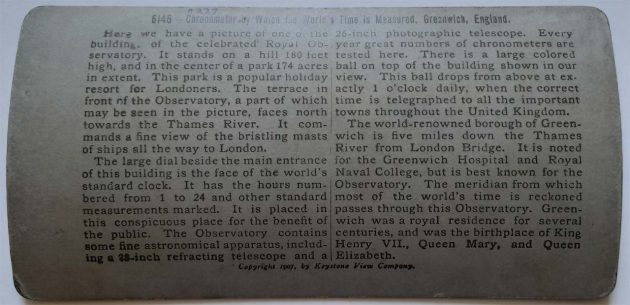 6146 - Chronometer by Which the World's Time is Measured, Greenwich, England.
Here we have a picture of one of the
building, of the celebrated Royal Ob-
servatory. It stands on a hill 180 feet
high, and in the center of a park 174 acres
in extent. This park is a popular holiday
resort for Londoners. The terrace in
front of the Observatory, a part of which
may be seen in the picture, faces north
towards the Thames River. It com-
mands a fine view of the bristling masts
of ships all the way to London.
The large dial beside the main entrance
of this building is the face of the world's
standard clock. It has the hours num-
bered from 1 to 24 and other standard
measurements marked. It is placed in
this conspicuous place for the benefit of
the public. The Observatory contains
some fine astronomical apparatus, includ-
ing a 28-inch refracting telescope and a
26-inch photographic telescope. Every
year great numbers of chronometers are
tested here. There is a large colored
ball on top of the building shown in our
view. This ball drops from above at ex-
actly 1 o'clock daily, when the correct
time is telegraphed to all the important
towns throughout the United Kingdom.
The world-renowned borough of Green-
wich is five miles down the Thames
River from London Bridge. It is noted
for the Greenwich Hospital and Royal
Naval College, but is best known for the
Observatory. The meridian from which
most of the world's time is reckoned
passes through this Observatory. Green-
wich was a royal residence for several
centuries, and was the birthplace of King
Henry VII., Queen Mary, and Queen
Elizabeth.
Copyright 1907, by Keystone View Company.